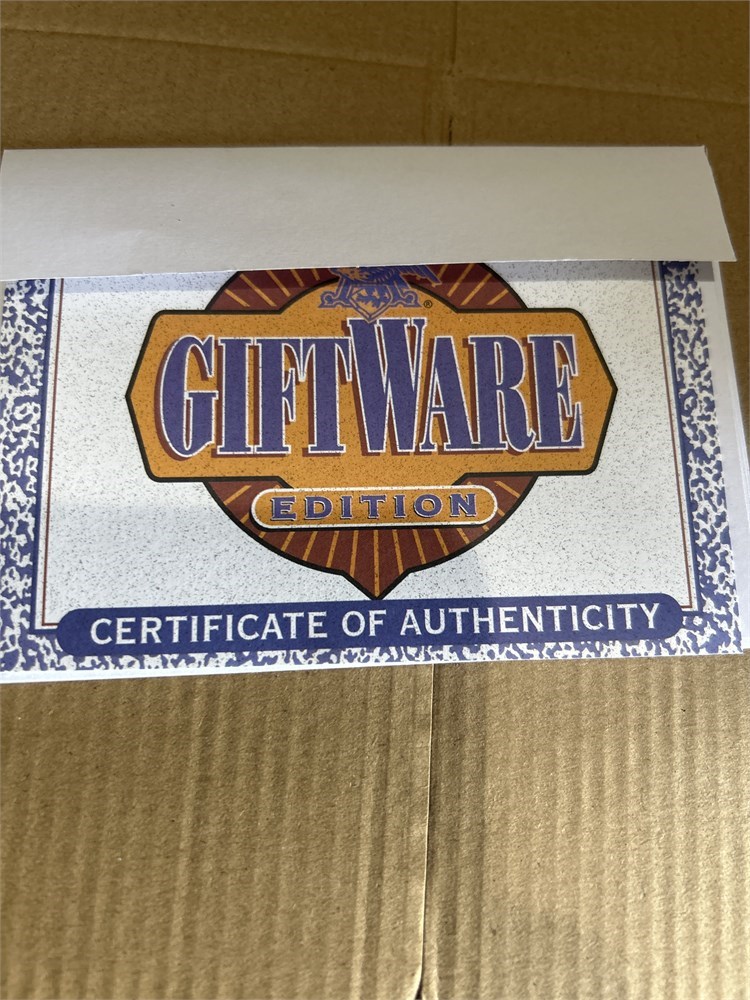 ®
GIFTWARE
EDITION
CERTIFICATE OF AUTHENTICITY